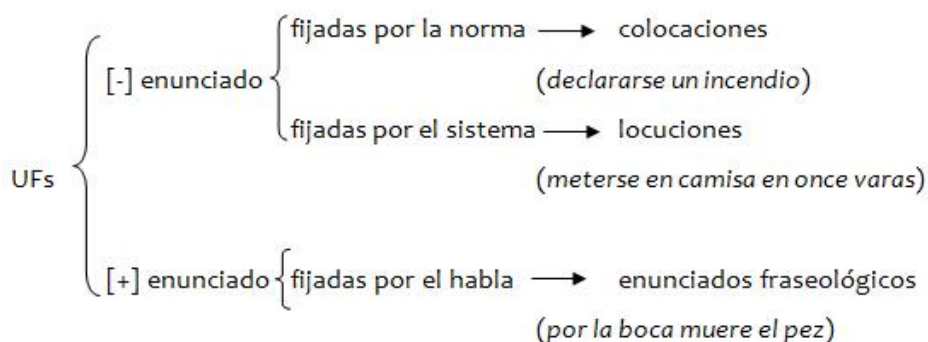 fijadas por la norma → colocaciones
[-] enunciado
(declararse un incendio)
fijadas por el sistema → locuciones
UFs
(meterse en camisa en once varas)
[+] enunciado fijadas por el habla → enunciados fraseológicos
(por la boca muere el pez)